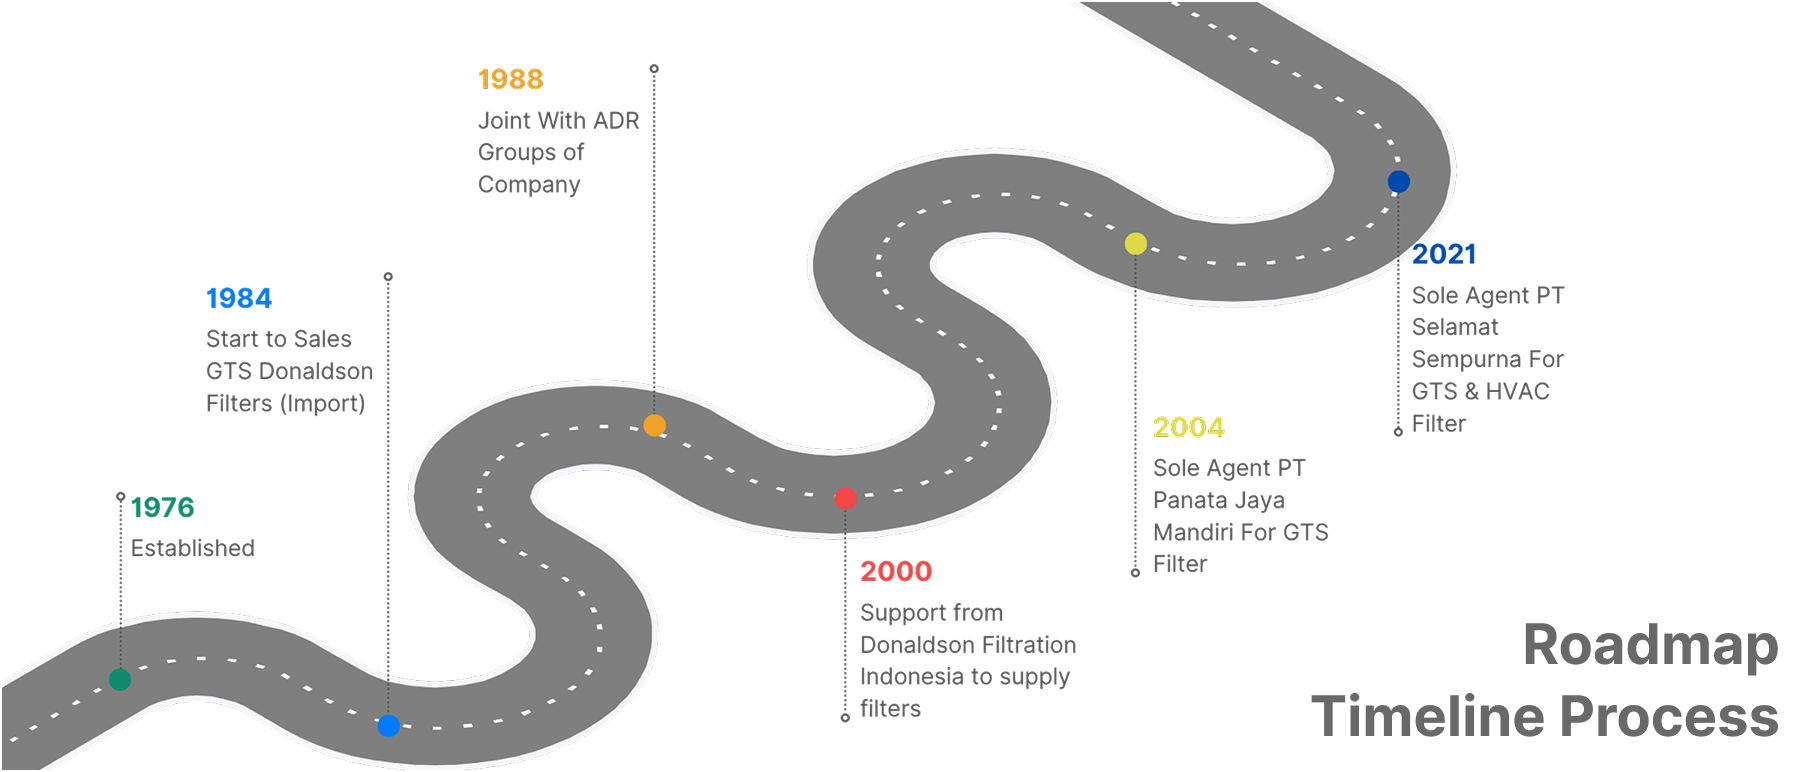 1976
Established
1984
Start to Sales
GTS Donaldson
Filters (Import)
1988
Joint With ADR
Groups of
Company
2000
Support from
Donaldson Filtration
Indonesia to supply
filters
2004
Sole Agent PT
Panata Jaya
Mandiri For GTS
Filter
2021
Sole Agent PT
Selamat
Sempurna For
GTS & HVAC
Filter
Roadmap
Timeline Process